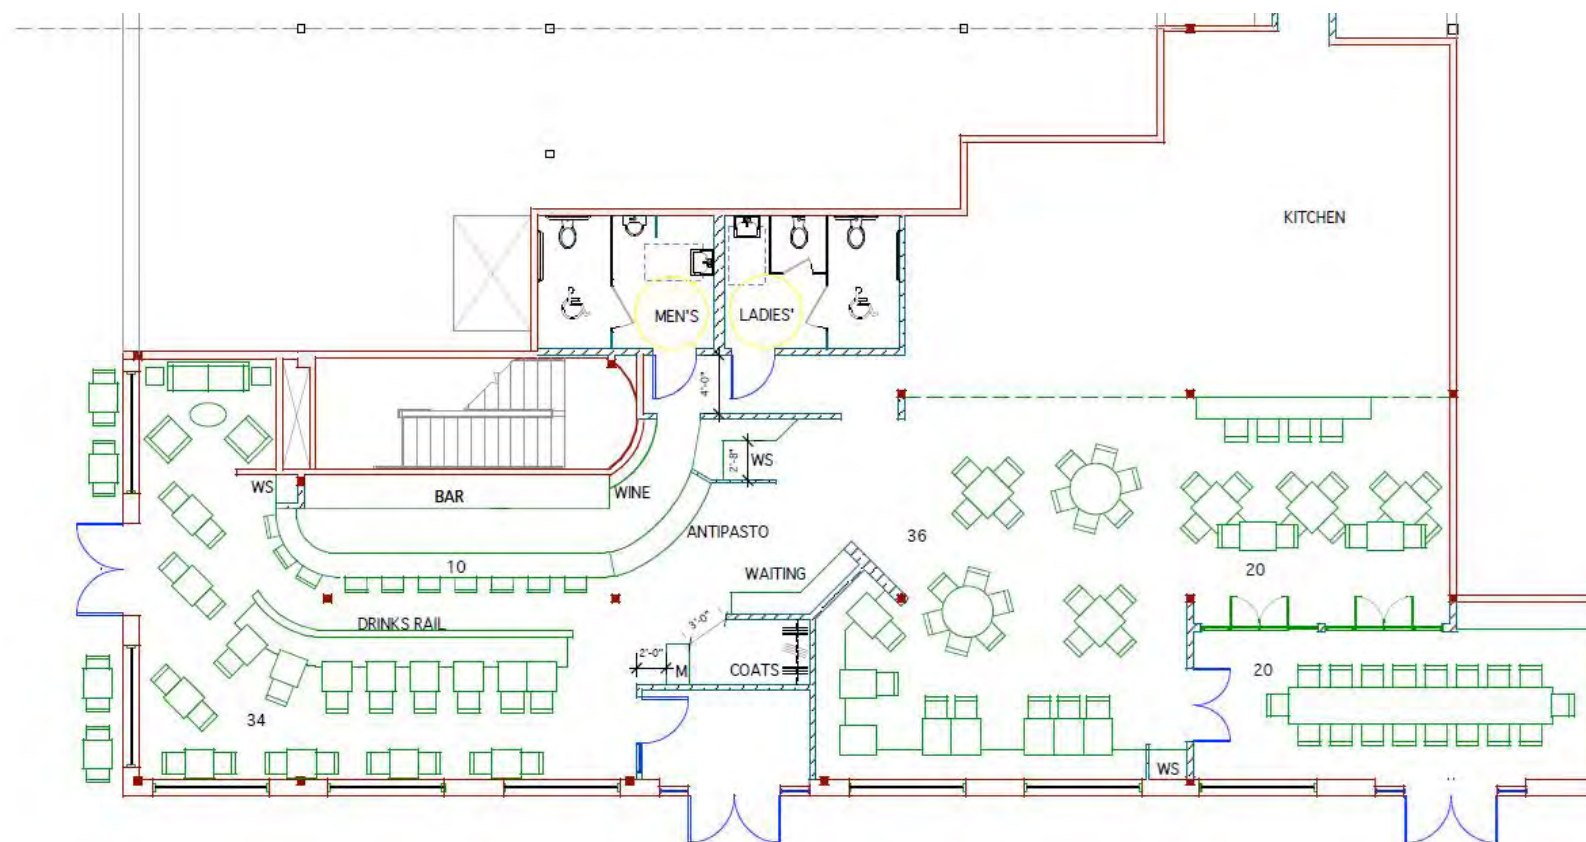 KITCHEN
MEN'S
LADIES'
4'-0"
2'-8"
WS
WS
BAR
WINE
ANTIPASTO
36
10
WAITING
20
DRINKS RAIL
3'-0"
2'-0"
M
COATS
20
34
WS